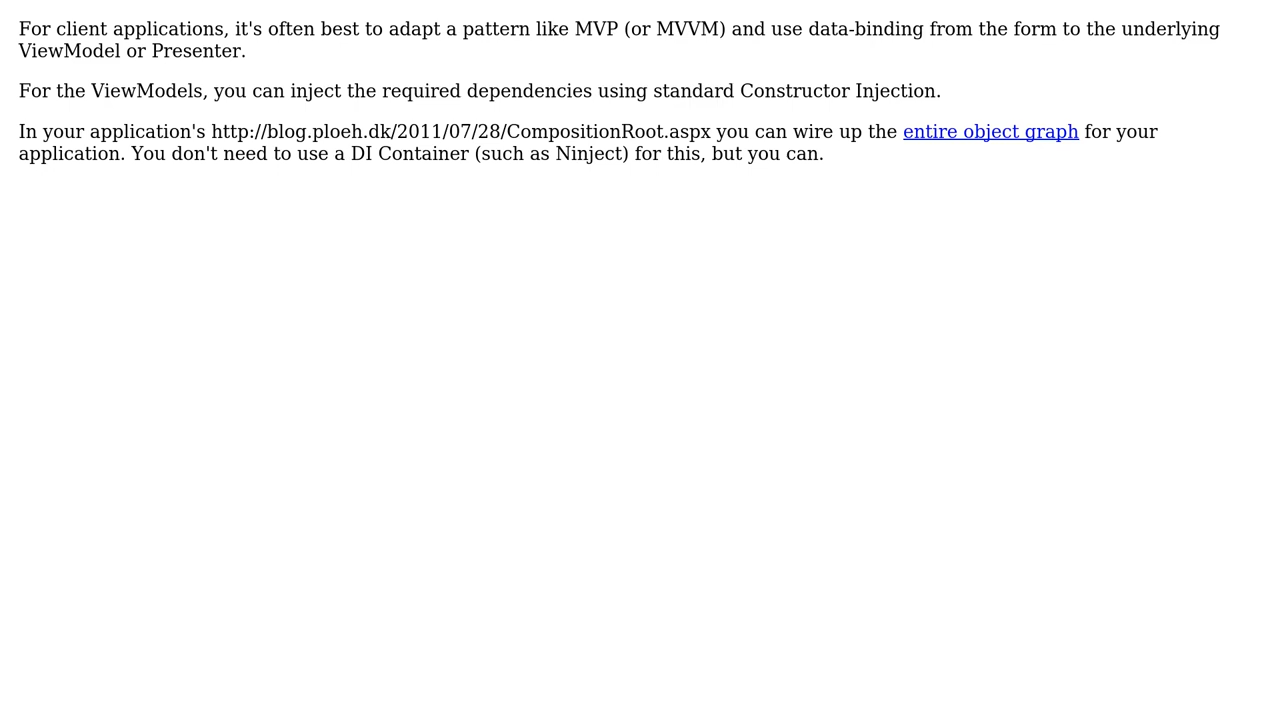 For client applications, it's often best to adapt a pattern like MVP (or MVVM) and use data-binding from the form to the underlying
ViewModel or Presenter.
For the ViewModels, you can inject the required dependencies using standard Constructor Injection.
In your application's http://blog.ploeh.dk/2011/07/28/CompositionRoot.aspx you can wire up the entire object graph for your
application. You don't need to use a DI Container (such as Ninject) for this, but you can.